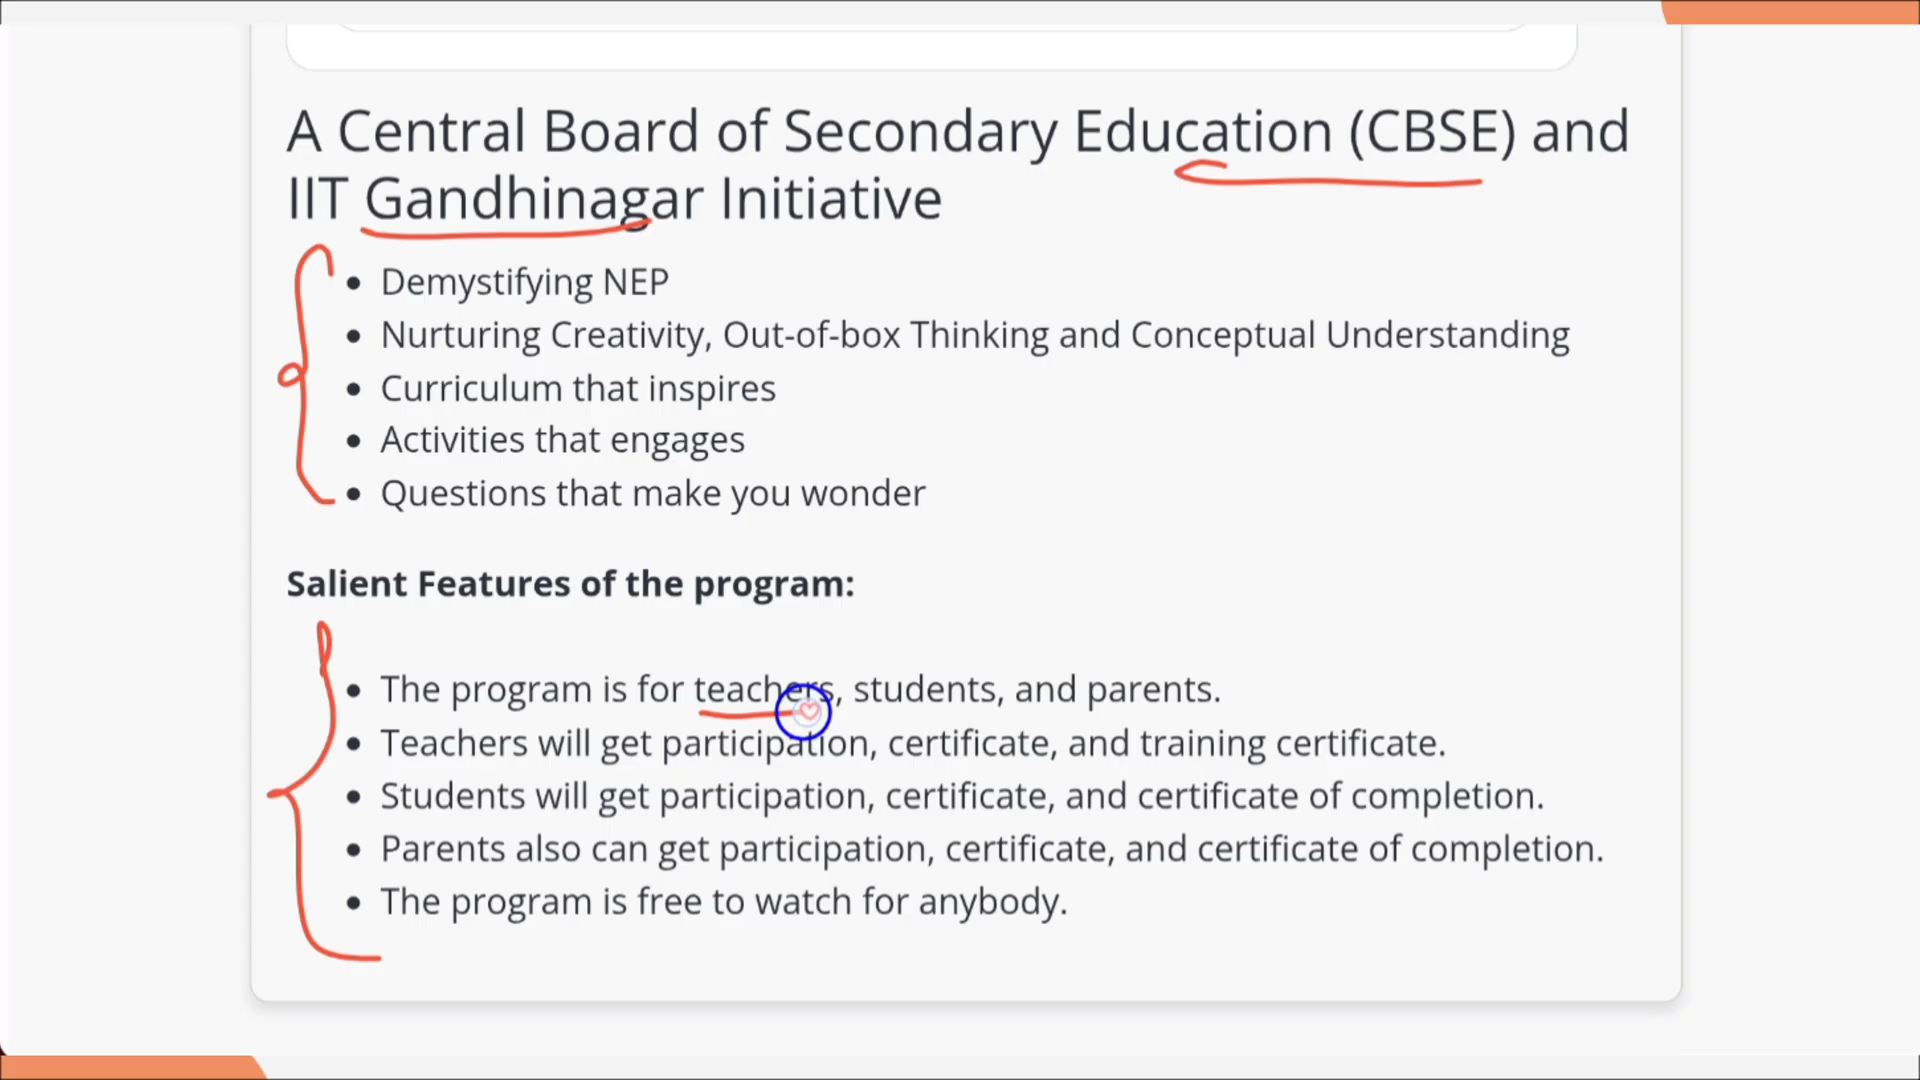 A Central Board of Secondary Education (CBSE) and
IIT Gandhinagar Initiative
Demystifying NEP
Nurturing Creativity, Out-of-box Thinking and Conceptual Understanding
Curriculum that inspires
Activities that engages
Questions that make you wonder
Salient Features of the program:
The program is for teachers, students, and parents.
Teachers will get participation, certificate, and training certificate.
Students will get participation, certificate, and certificate of completion.
Parents also can get participation, certificate, and certificate of completion.
The program is free to watch for anybody.